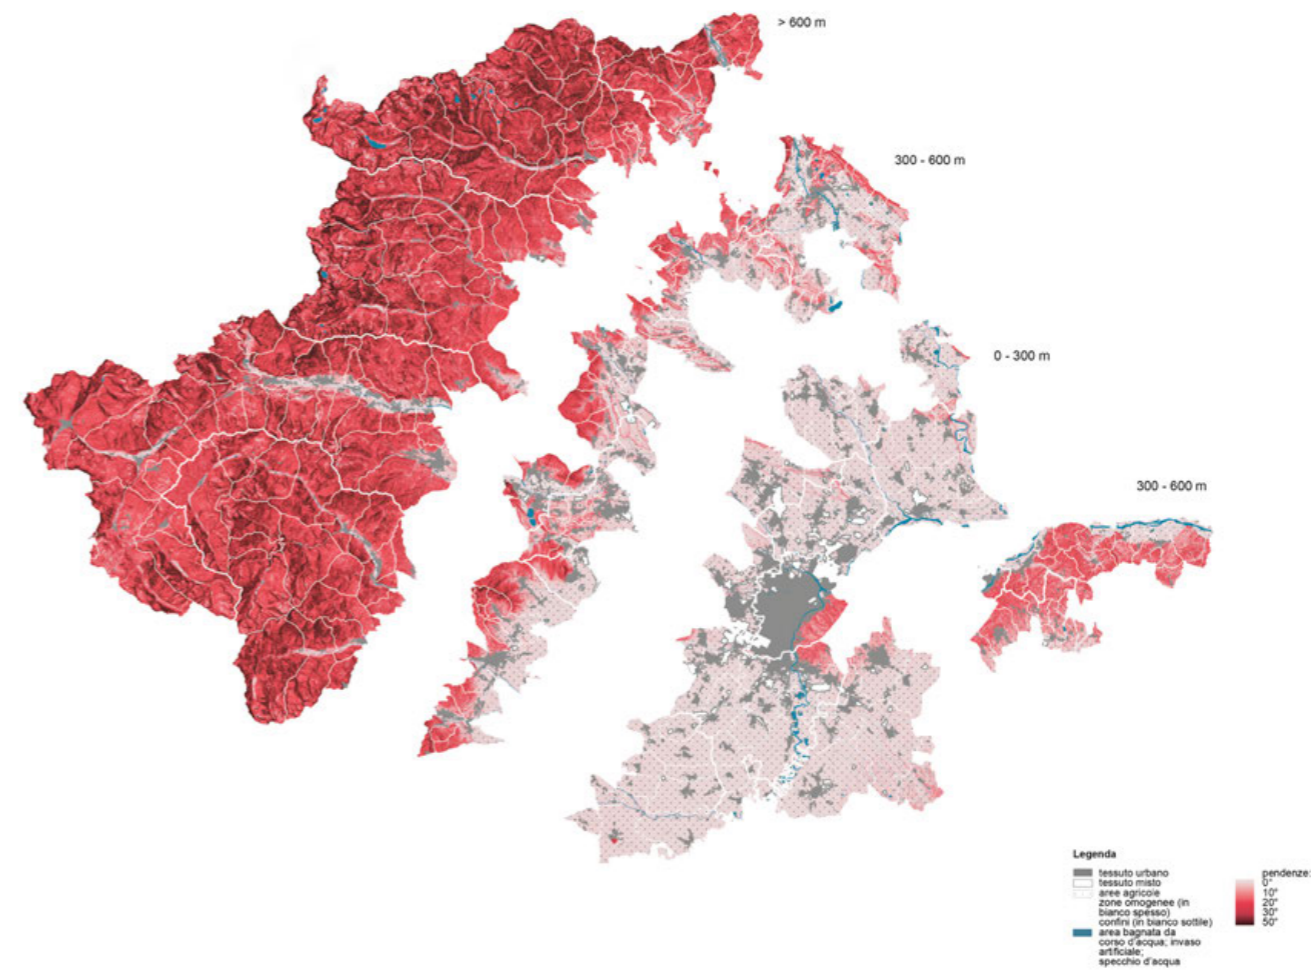 > 600 m
300 - 600 m
0 - 300 m
300 - 600 m
Legenda
tessuto urbano
tessuto misto
aree agricole
zone omogenee (in
bianco spesso)
confini (in bianco sottile)
area bagnata da
corso d'acqua; invaso
artificiale;
specchio d'acqua
pendenze:
0°
10°
20°
30°
50°